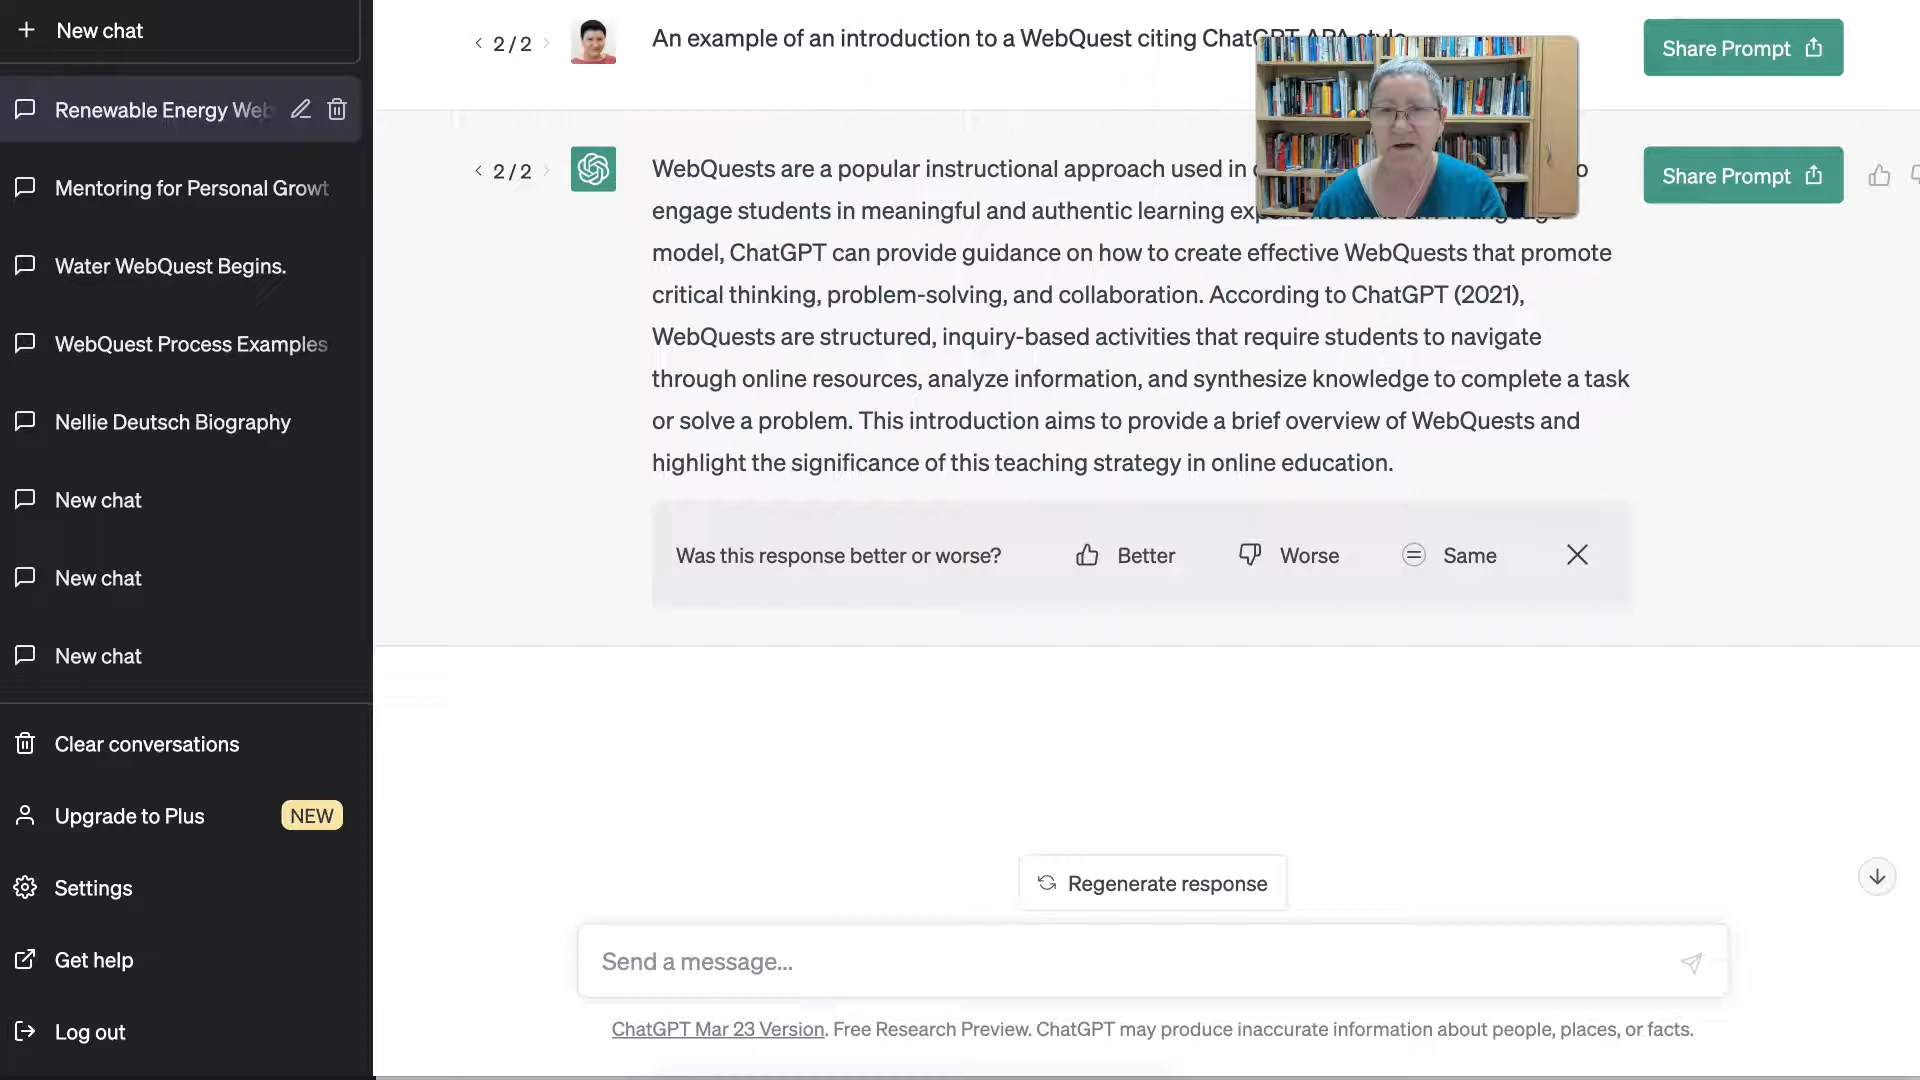 New chat
Renewable Energy Web
Mentoring for Personal Growt
Water WebQuest Begins.
WebQuest Process Examples
Nellie Deutsch Biography
New chat
New chat
New chat
Clear conversations
Upgrade to Plus NEW
Settings
Get help
Log out
2 / 2
An example of an introduction to a WebQuest citing ChatGPT APA style
Share Prompt
2 / 2
WebQuests are a popular instructional approach used in
engage students in meaningful and authentic learning
model, ChatGPT can provide guidance on how to create effective WebQuests that promote
critical thinking, problem-solving, and collaboration. According to ChatGPT (2021),
WebQuests are structured, inquiry-based activities that require students to navigate
through online resources, analyze information, and synthesize knowledge to complete a task
or solve a problem. This introduction aims to provide a brief overview of WebQuests and
highlight the significance of this teaching strategy in online education.
Share Prompt
Was this response better or worse? Better Worse Same
Regenerate response
Send a message...
ChatGPT Mar 23 Version. Free Research Preview. ChatGPT may produce inaccurate information about people, places, or facts.